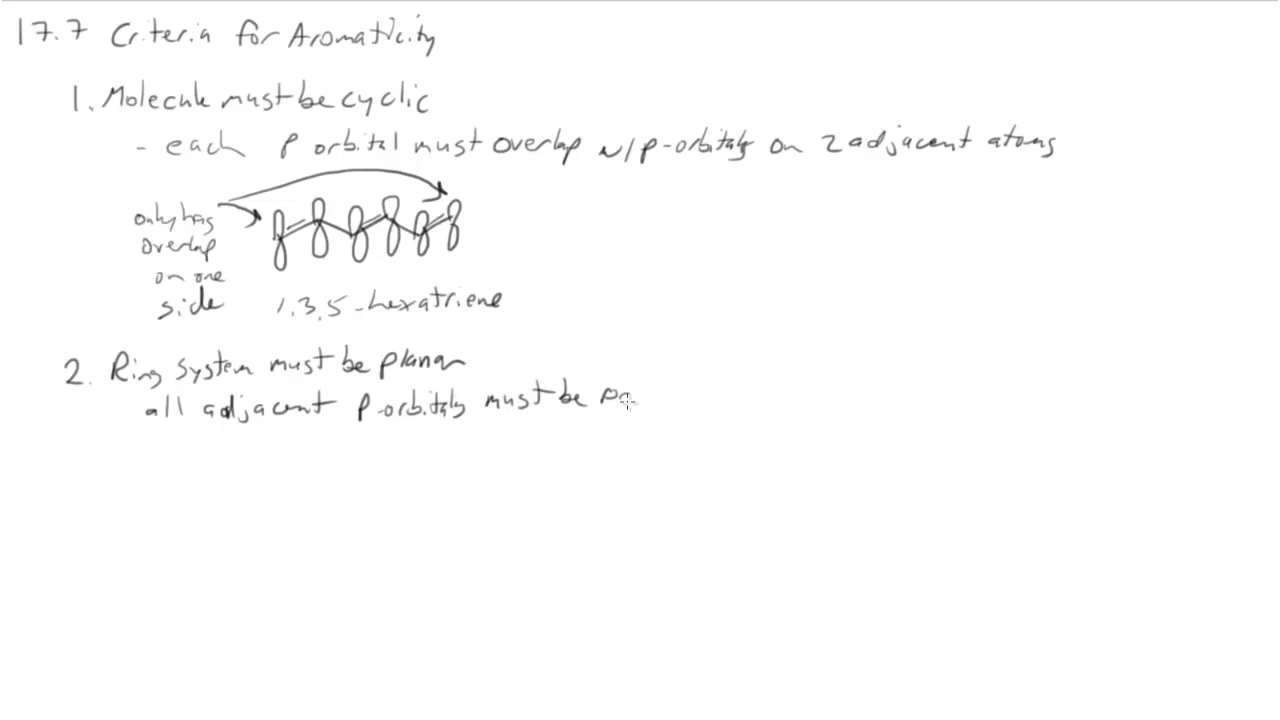 17.7 Criteria for Aromaticity
1. Molecule must be cyclic
- each p orbital must overlap w/ p-orbitals on 2 adjacent atoms
only has
overlap
on one
side
1,3,5-hexatriene
2. Ring System must be planar
all adjacent p-orbitals must be pa